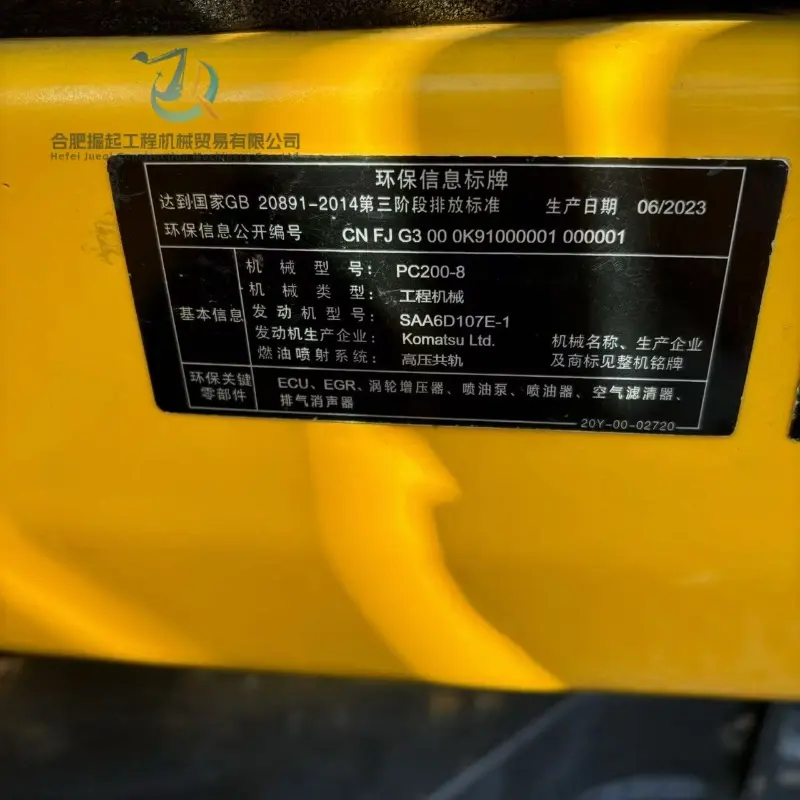 合肥掘起工程机械贸易有限公司
环保信息标牌
达到国家GB 20891-2014第三阶段排放标准 生产日期 06/2023
环保信息公开编号 CN FJ G3 00 0K91000001 000001
基本信息
机械型号： PC200-8
机械类型： 工程机械
发动机型号： SAA6D107E-1
发动机生产企业： Komatsu Ltd.
燃油喷射系统： 高压共轨
机械名称、生产企业
及商标见整机铭牌
环保关键
零部件
ECU、EGR、涡轮增压器、喷油泵、喷油器、空气滤清器、
排气消声器
20Y-00-02720